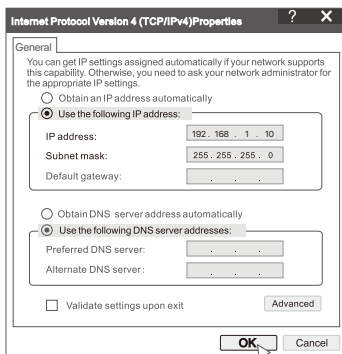 Internet Protocol Version 4 (TCP/IPv4)Properties ? X
General
You can get IP settings assigned automatically if your network supports
this capability. Otherwise, you need to ask your network administrator for
the appropriate IP settings.
Obtain an IP address automatically
Use the following IP address:
IP address: 192 . 168 . 1 . 10
Subnet mask: 255 . 255 . 255 . 0
Default gateway: . . .
Obtain DNS server address automatically
Use the following DNS server addresses:
Preferred DNS server: . . .
Alternate DNS server: . . .
Validate settings upon exit Advanced
OK Cancel